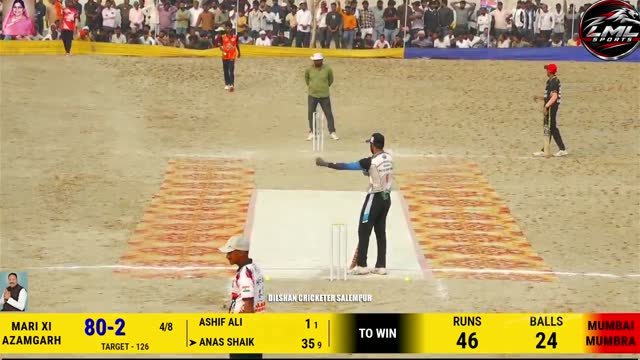 LML
SPORTS
DILSHAN CRICKETER SALEMPUR
MARI XI
AZAMGARH
80-2
4/8
TARGET - 126
ASHIF ALI 1 1
ANAS SHAIK 35 9
TO WIN
RUNS
46
BALLS
24
MUMBAI
MUMBRA